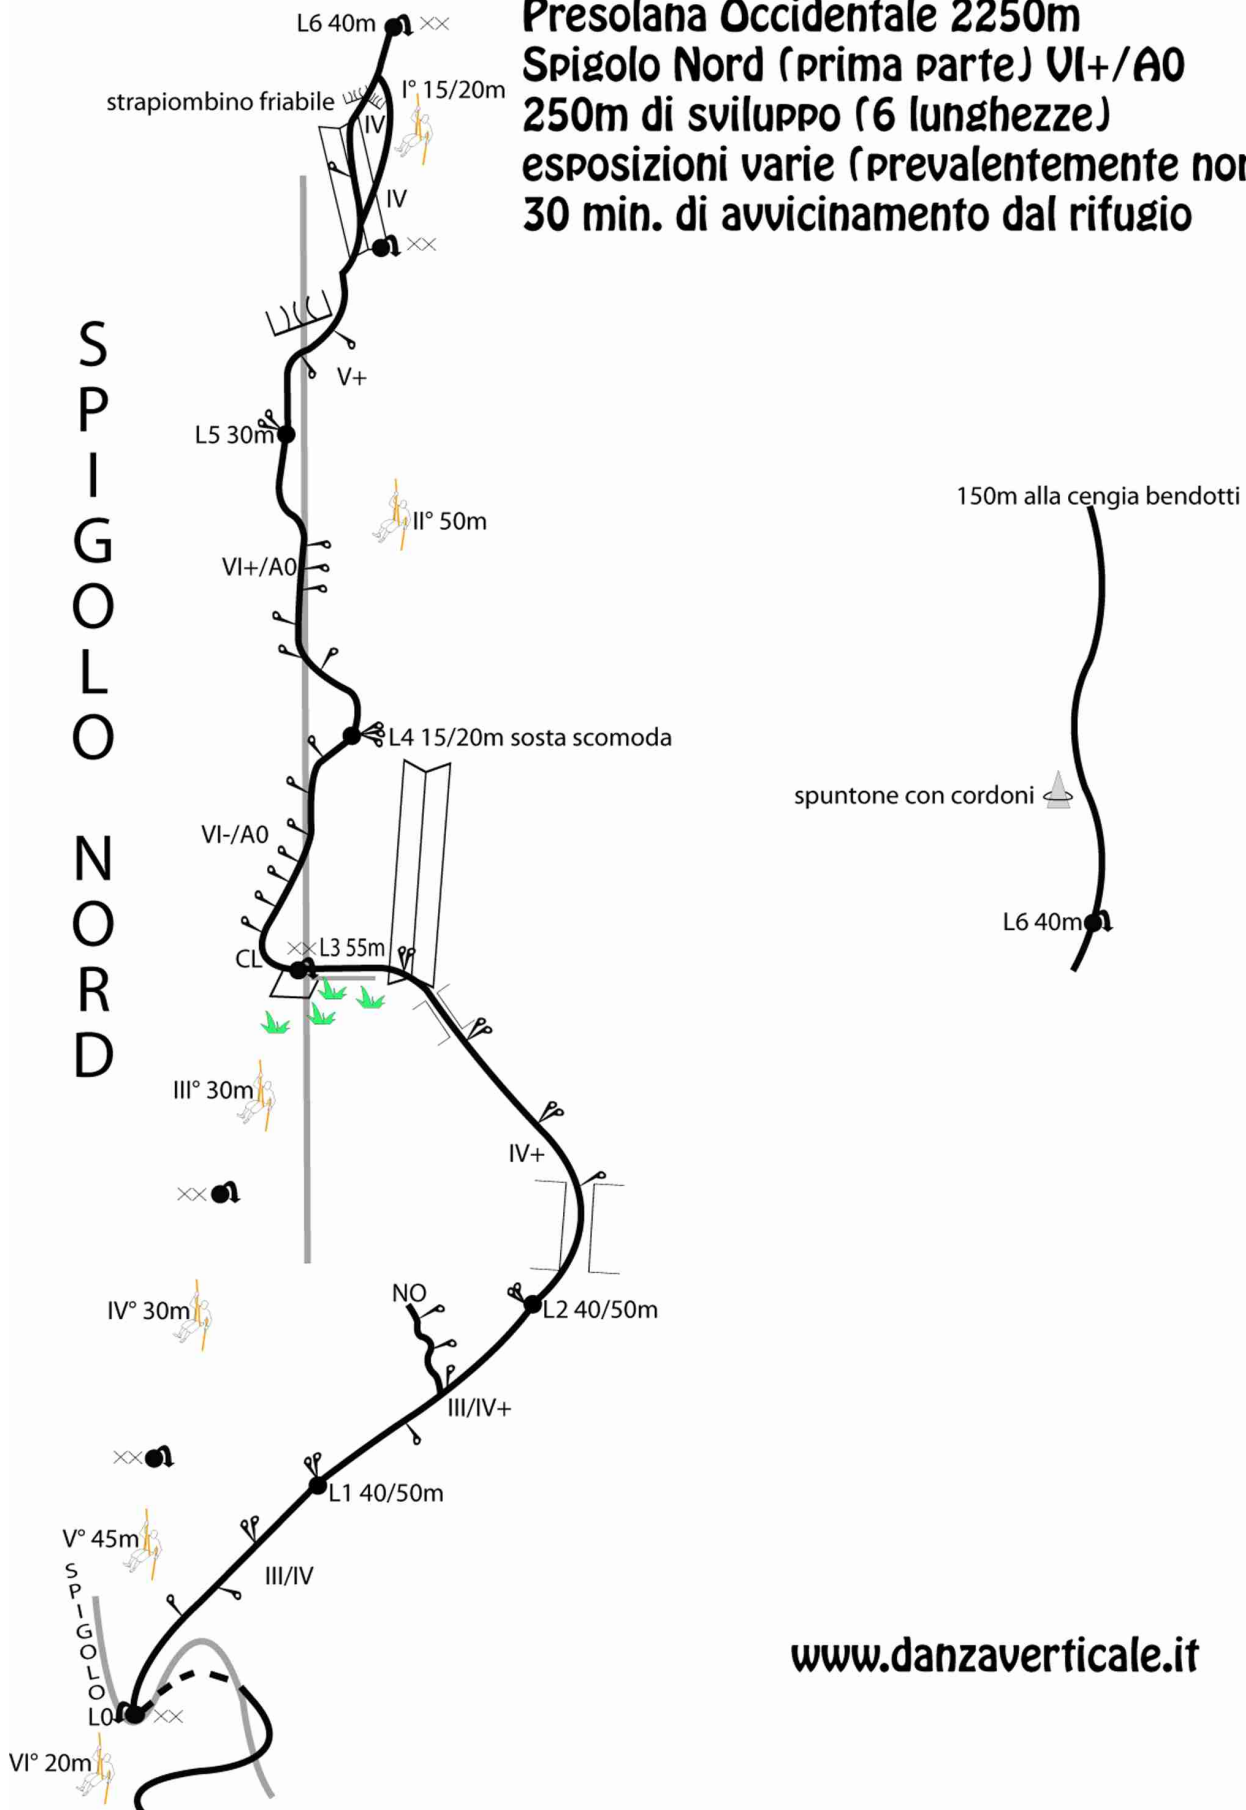 L6 40m
Presolana Occidentale 2250m
Spigolo Nord (prima parte) VI+/A0
250m di sviluppo (6 lunghezze)
esposizioni varie (prevalentemente nor
30 min. di avvicinamento dal rifugio
I° 15/20m
strapiombino friabile
IV
IV
SPIGOLO NORD
V+
L5 30m
150m alla cengia bendotti
II° 50m
VI+/A0
L4 15/20m sosta scomoda
spuntone con cordoni
VI-/A0
L6 40m
L3 55m
CL
III° 30m
IV+
NO
IV° 30m
L2 40/50m
III/IV+
L1 40/50m
V° 45m
III/IV
SPIGOLO
www.danzaverticale.it
L0
VI° 20m